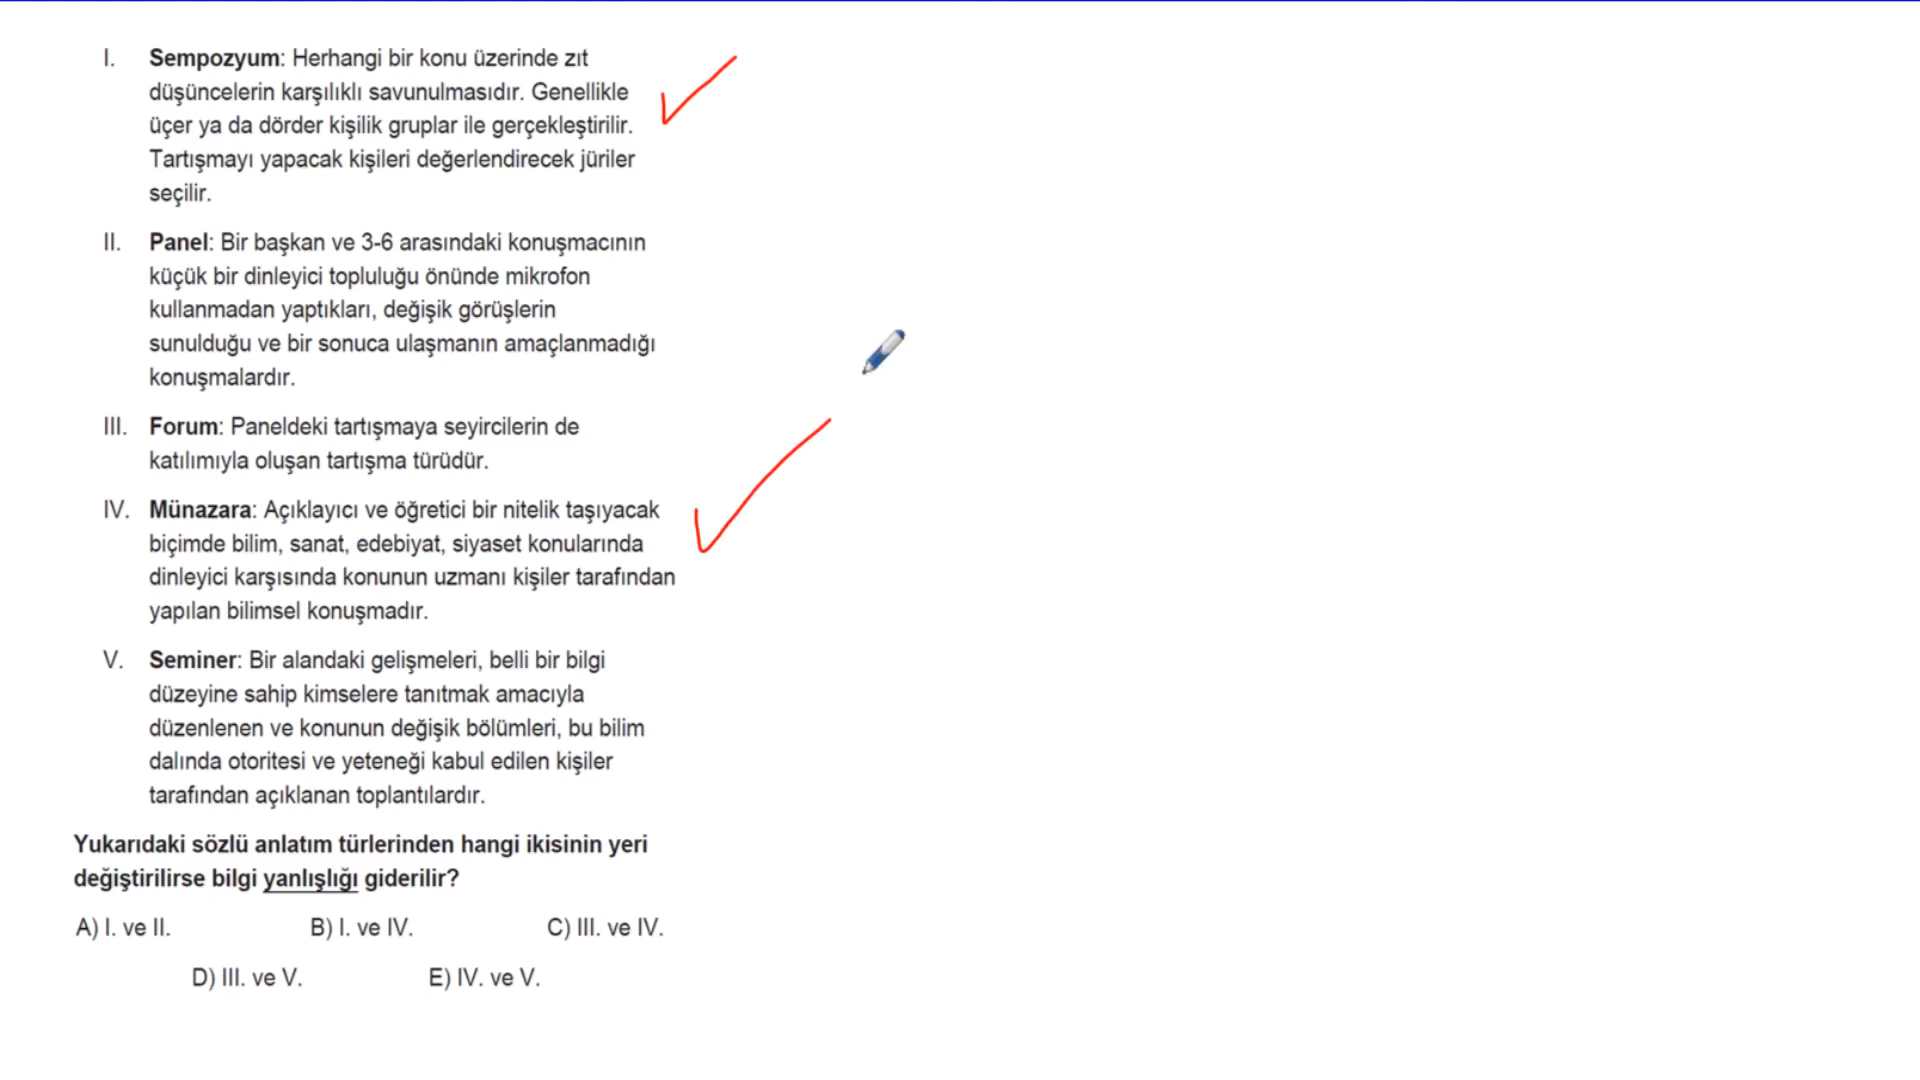 I. Sempozyum: Herhangi bir konu üzerinde zıt
düşüncelerin karşılıklı savunulmasıdır. Genellikle
üçer ya da dörder kişilik gruplar ile gerçekleştirilir.
Tartışmayı yapacak kişileri değerlendirecek jüriler
seçilir.
II. Panel: Bir başkan ve 3-6 arasındaki konuşmacının
küçük bir dinleyici topluluğu önünde mikrofon
kullanmadan yaptıkları, değişik görüşlerin
sunulduğu ve bir sonuca ulaşmanın amaçlanmadığı
konuşmalardır.
III. Forum: Paneldeki tartışmaya seyircilerin de
katılımıyla oluşan tartışma türüdür.
IV. Münazara: Açıklayıcı ve öğretici bir nitelik taşıyacak
biçimde bilim, sanat, edebiyat, siyaset konularında
dinleyici karşısında konunun uzmanı kişiler tarafından
yapılan bilimsel konuşmadır.
V. Seminer: Bir alandaki gelişmeleri, belli bir bilgi
düzeyine sahip kimselere tanıtmak amacıyla
düzenlenen ve konunun değişik bölümleri, bu bilim
dalında otoritesi ve yeteneği kabul edilen kişiler
tarafından açıklanan toplantılardır.
Yukarıdaki sözlü anlatım türlerinden hangi ikisinin yeri
değiştirilirse bilgi yanlışlığı giderilir?
A) I. ve II. B) I. ve IV. C) III. ve IV.
D) III. ve V. E) IV. ve V.